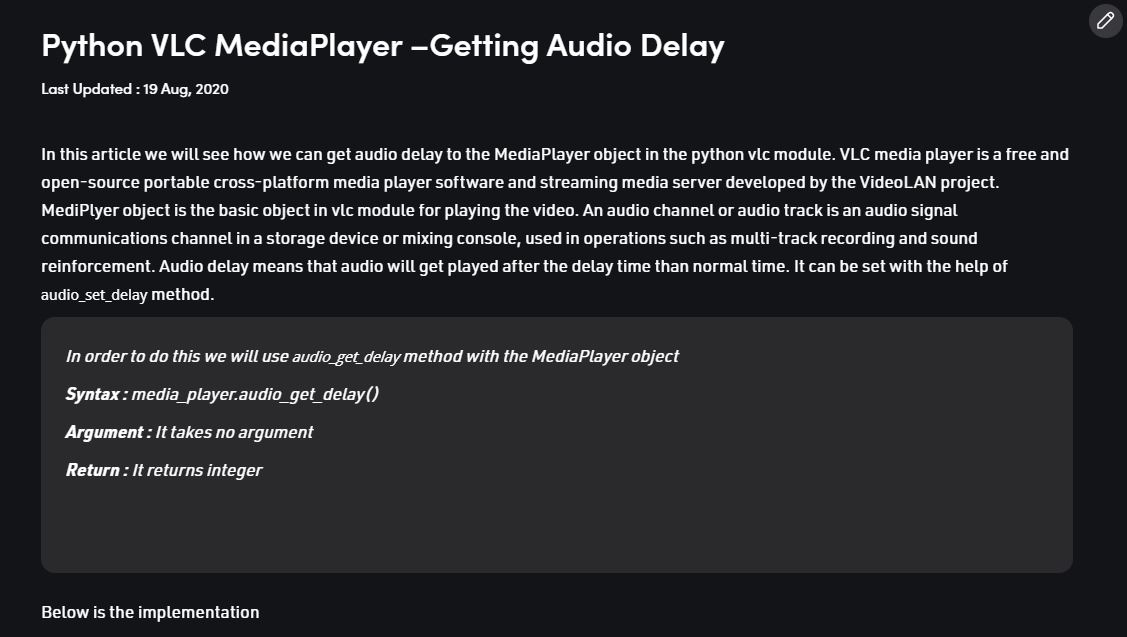 Python VLC MediaPlayer –Getting Audio Delay
Last Updated : 19 Aug, 2020
In this article we will see how we can get audio delay to the MediaPlayer object in the python vlc module. VLC media player is a free and
open-source portable cross-platform media player software and streaming media server developed by the VideoLAN project.
MediPlyer object is the basic object in vlc module for playing the video. An audio channel or audio track is an audio signal
communications channel in a storage device or mixing console, used in operations such as multi-track recording and sound
reinforcement. Audio delay means that audio will get played after the delay time than normal time. It can be set with the help of
audio_set_delay method.
In order to do this we will use audio_get_delay method with the MediaPlayer object
Syntax : media_player.audio_get_delay()
Argument : It takes no argument
Return : It returns integer
Below is the implementation